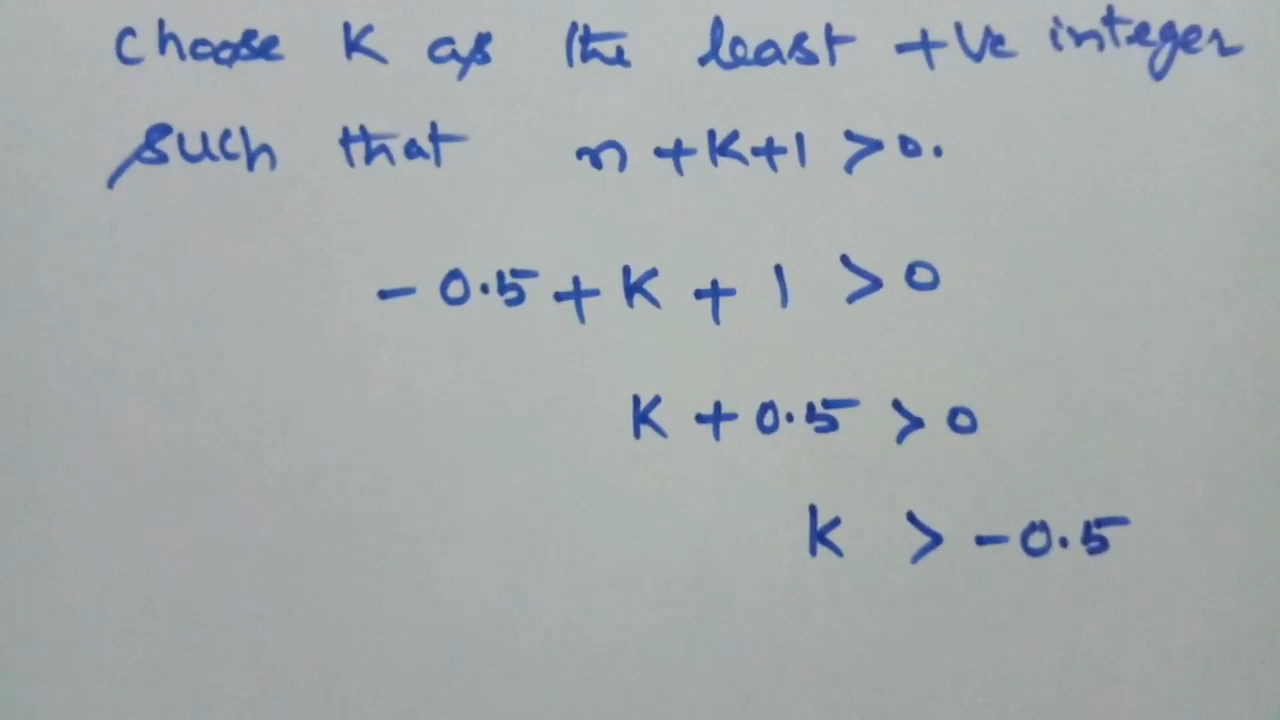 choose K as the least +ve integer
such that n + K + 1 > 0.
- 0.5 + K + 1 > 0
K + 0.5 > 0
K > - 0.5